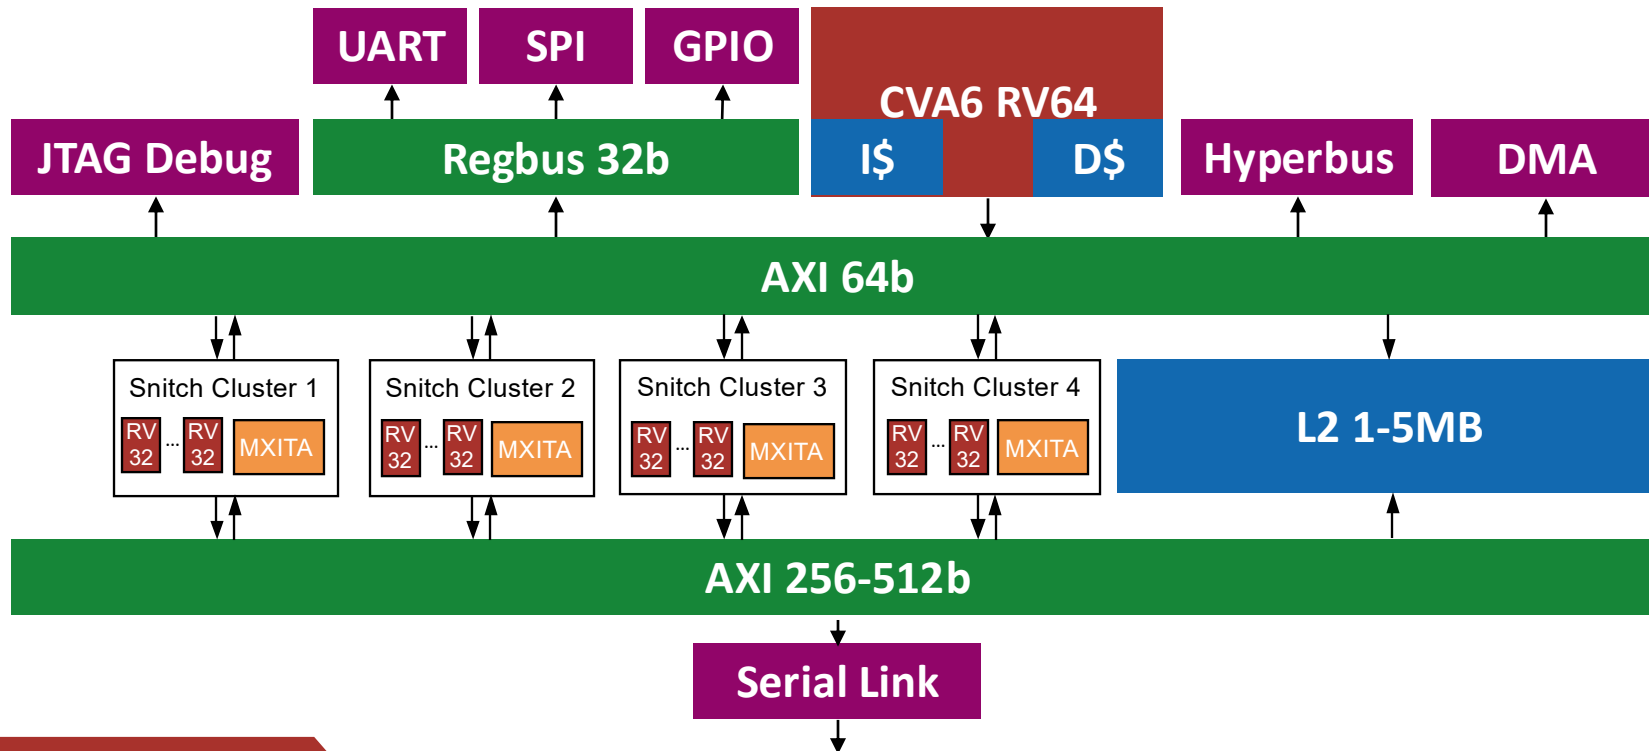 UART
SPI
GPIO
CVA6 RV64
JTAG Debug
Regbus 32b
I$
D$
Hyperbus
DMA
AXI 64b
Snitch Cluster 1
RV
32
...
RV
32
MXITA
Snitch Cluster 2
RV
32
...
RV
32
MXITA
Snitch Cluster 3
RV
32
...
RV
32
MXITA
Snitch Cluster 4
RV
32
...
RV
32
MXITA
L2 1-5MB
AXI 256-512b
Serial Link